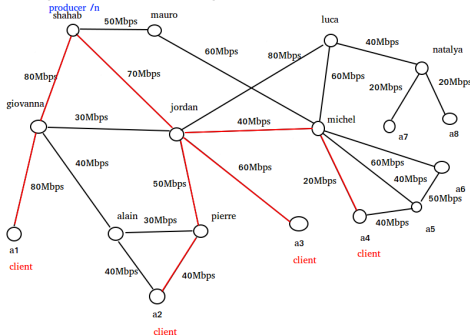 producer /n
shahab
50Mbps
mauro
luca
40Mbps
natalya
60Mbps
80Mbps
80Mbps
70Mbps
60Mbps
20Mbps
20Mbps
giovanna
30Mbps
jordan
40Mbps
michel
a7
a8
40Mbps
60Mbps
60Mbps
80Mbps
50Mbps
20Mbps
40Mbps
a6
50Mbps
alain
30Mbps
pierre
a3
a4
40Mbps
a5
a1
client
client
client
40Mbps
40Mbps
a2
client